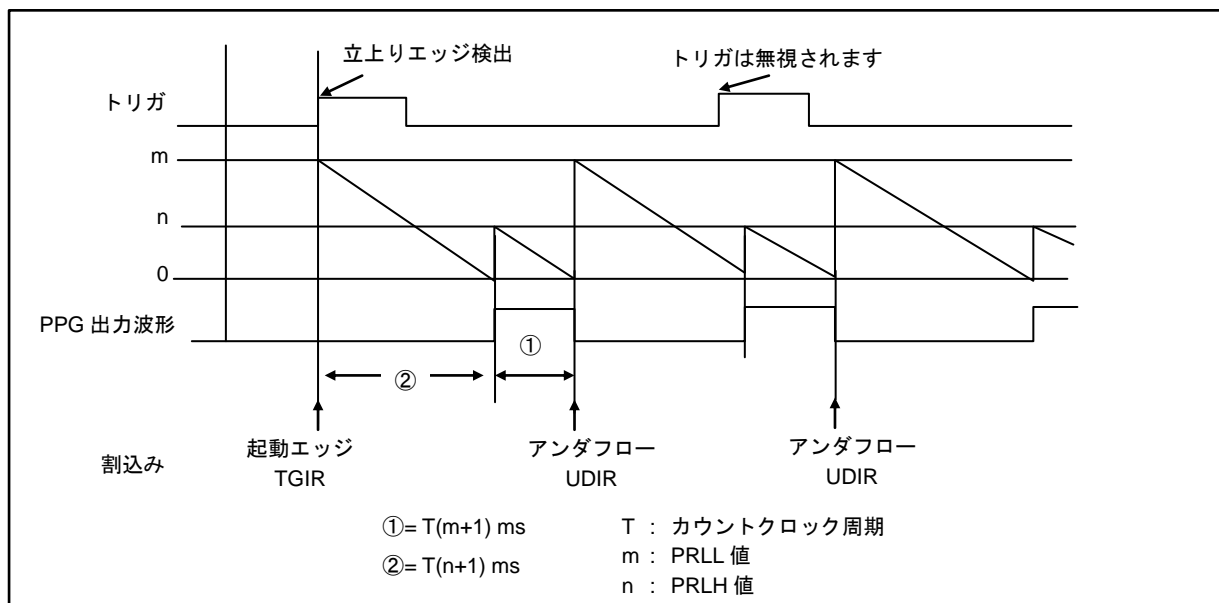 立上りエッジ検出
トリガは無視されます
トリガ
m
n
0
PPG 出力波形
①
②
割込み
起動エッジ
TGIR
アンダフロー
UDIR
アンダフロー
UDIR
①= T(m+1) ms
②= T(n+1) ms
T : カウントクロック周期
m : PRLL 値
n : PRLH 値